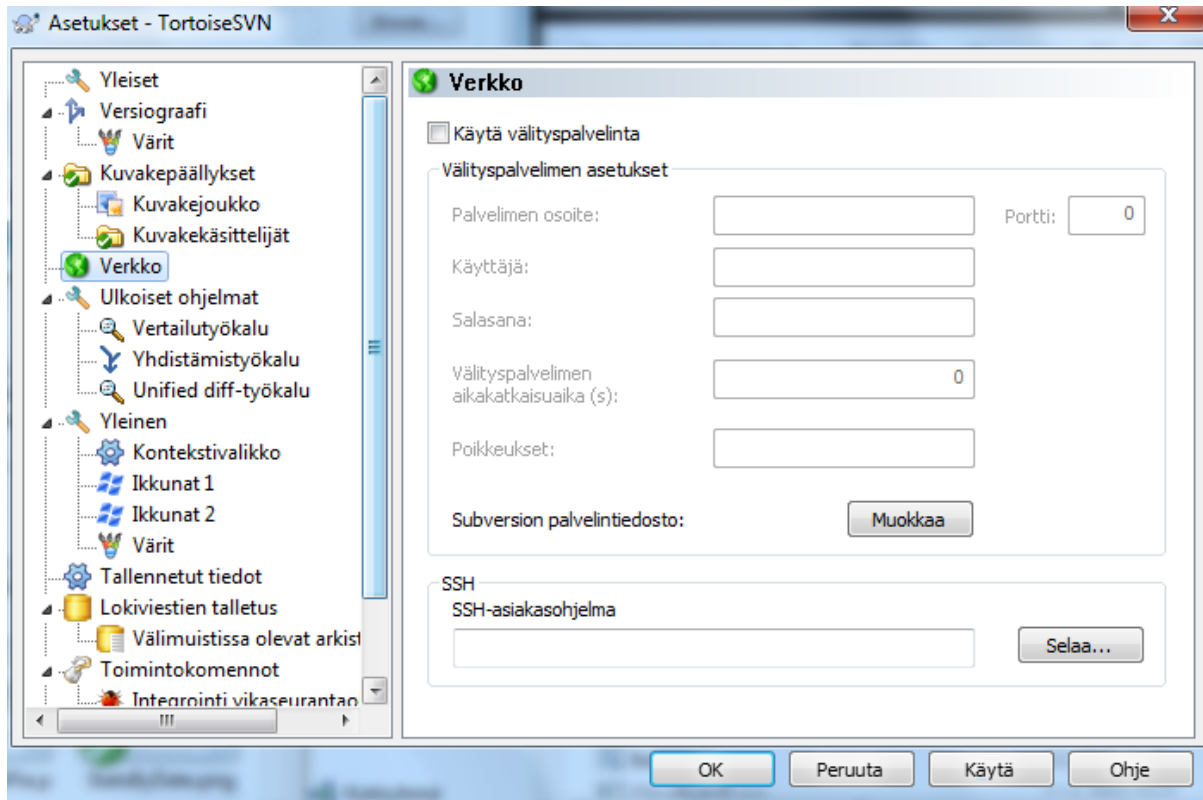 Asetukset - TortoiseSVN
Yleiset
Versiograafi
Värit
Kuvakepäällykset
Kuvakejoukko
Kuvakekäsittelijät
Verkko
Ulkoiset ohjelmat
Vertailutyökalu
Yhdistämistyökalu
Unified diff-työkalu
Yleinen
Kontekstivalikko
Ikkunat 1
Ikkunat 2
Värit
Tallennetut tiedot
Lokiviestien talletus
Välimuistissa olevat arkist
Toimintokomennot
Integrointi vikaseurantao
Verkko
Käytä välityspalvelinta
Välityspalvelimen asetukset
Palvelimen osoite:
Portti: 0
Käyttäjä:
Salasana:
Välityspalvelimen
aikakatkaisuaika (s):
0
Poikkeukset:
Subversion palvelintiedosto:
Muokkaa
SSH
SSH-asiakasohjelma
Selaa...
OK
Peruuta
Käytä
Ohje